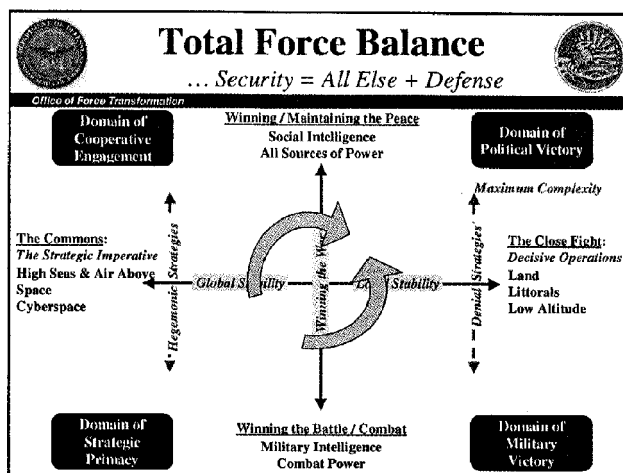 Total Force Balance
... Security = All Else + Defense
Office of Force Transformation
Domain of
Cooperative
Engagement
Winning / Maintaining the Peace
Social Intelligence
All Sources of Power
Domain of
Political Victory
Maximum Complexity
The Commons:
The Strategic Imperative
High Seas & Air Above
Space
Cyberspace
Hegemonic Strategies
Global Stability
Winning the
Local Stability
Denial Strategies
The Close Fight:
Decisive Operations
Land
Littorals
Low Altitude
Domain of
Strategic
Primacy
Winning the Battle / Combat
Military Intelligence
Combat Power
Domain of
Military
Victory